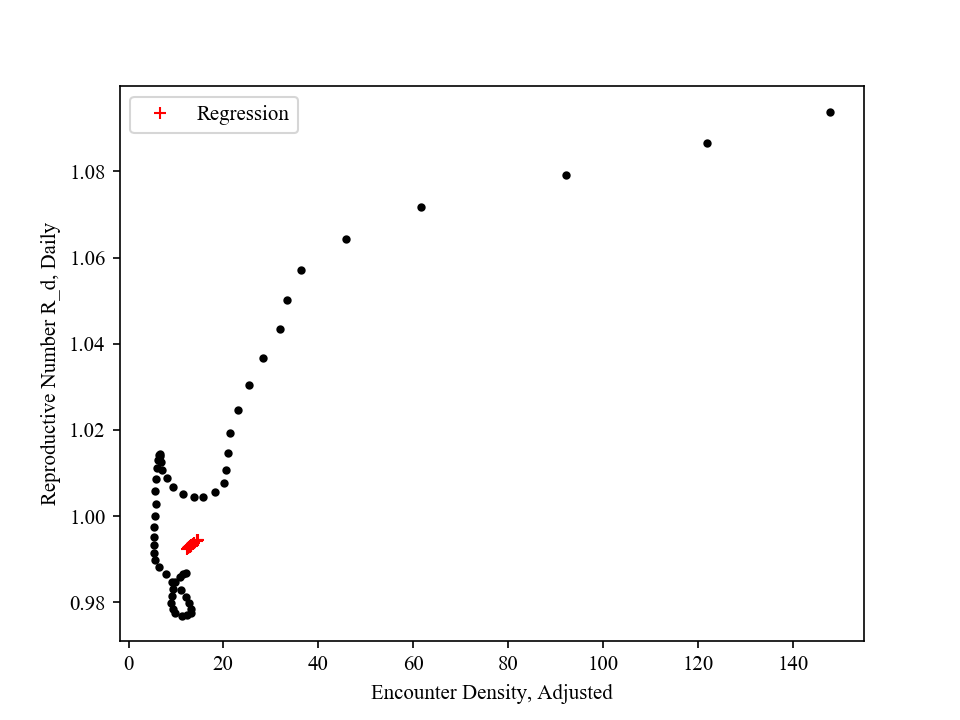 Regression
1.08
1.06
1.04
1.02
1.00
0.98
Reproductive Number R_d, Daily
0 20 40 60 80 100 120 140
Encounter Density, Adjusted